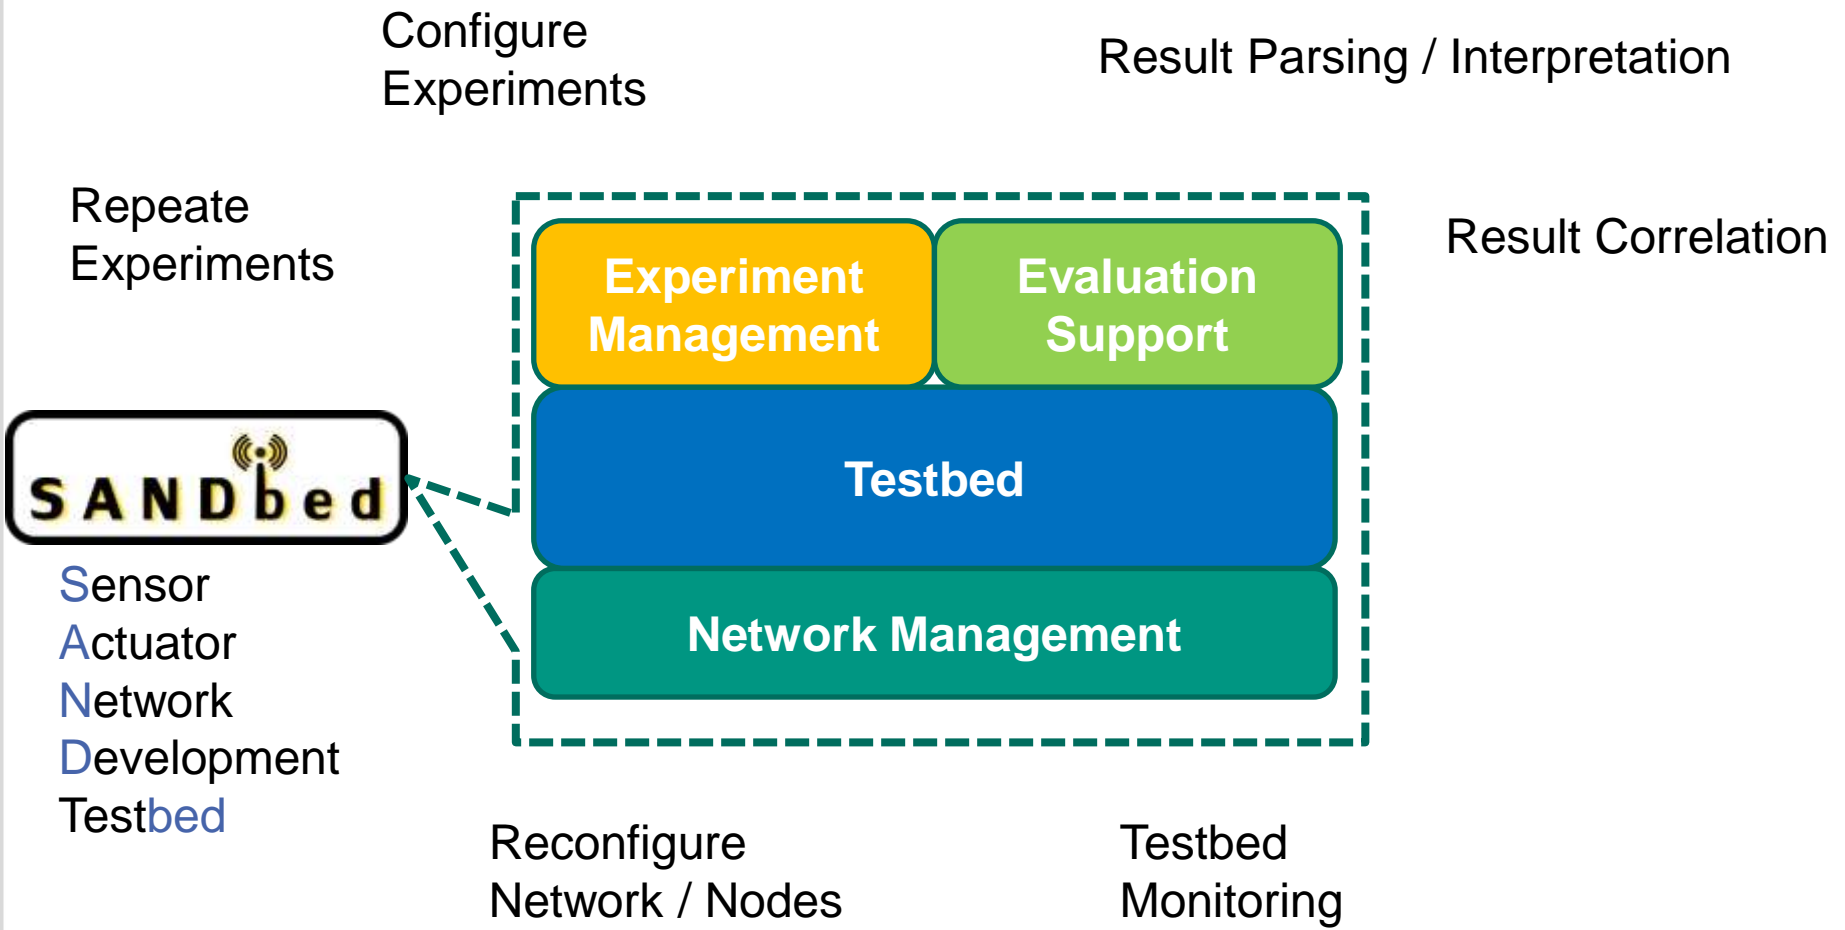 Configure
Experiments
Result Parsing / Interpretation
Repeate
Experiments
Result Correlation
Experiment
Management
Evaluation
Support
Testbed
Network Management
SANDbed
Sensor
Actuator
Network
Development
Testbed
Reconfigure
Network / Nodes
Testbed
Monitoring